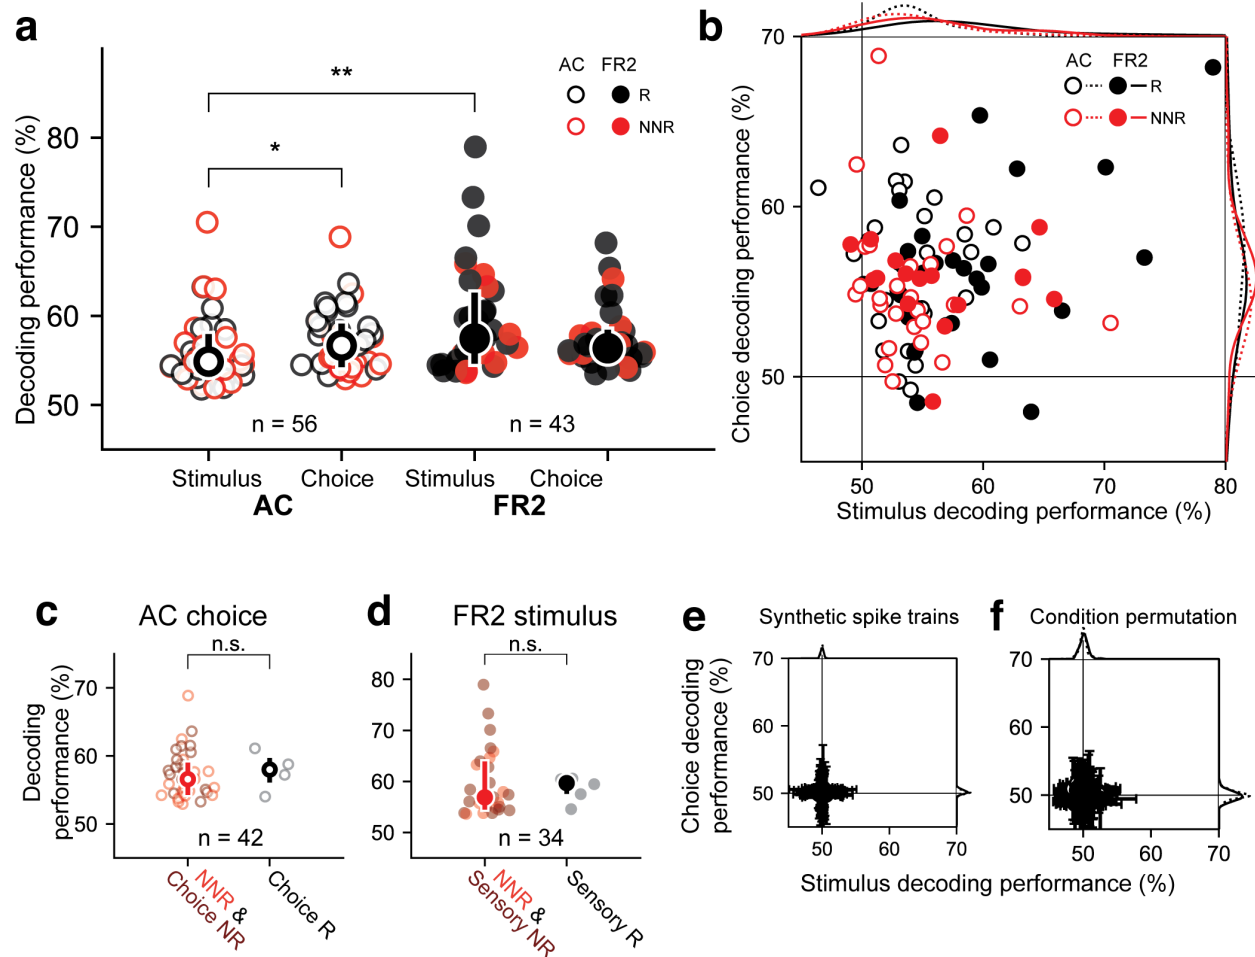 a
Decoding performance (%)
80
70
60
50
**
*
AC FR2
R
NNR
n = 56
n = 43
Stimulus Choice Stimulus Choice
AC FR2
b
Choice decoding performance (%)
70
60
50
AC FR2
R
NNR
50 60 70 80
Stimulus decoding performance (%)
c
AC choice
n.s.
Decoding
performance (%)
70
60
50
n = 42
NNR &
Choice NR
Choice R
d
FR2 stimulus
n.s.
80
70
60
50
n = 34
NNR &
Sensory NR
Sensory R
e
Synthetic spike trains
Choice decoding
performance (%)
70
60
50
50 60 70
f
Condition permutation
70
60
50
50 60 70
Stimulus decoding performance (%)